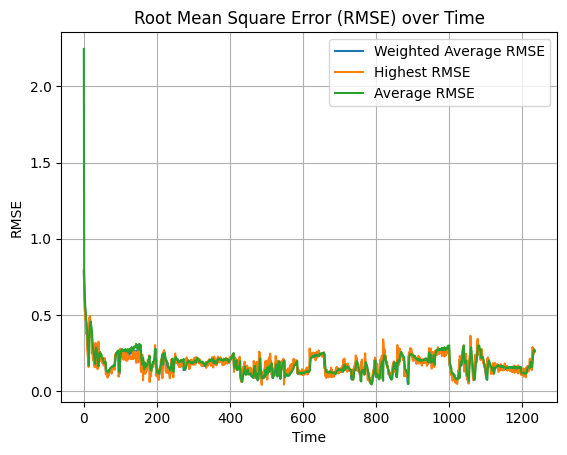 Root Mean Square Error (RMSE) over Time
Weighted Average RMSE
Highest RMSE
Average RMSE
RMSE
2.0
1.5
1.0
0.5
0.0
0 200 400 600 800 1000 1200
Time